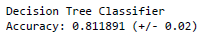 Decision Tree Classifier
Accuracy: 0.811891 (+/- 0.02)